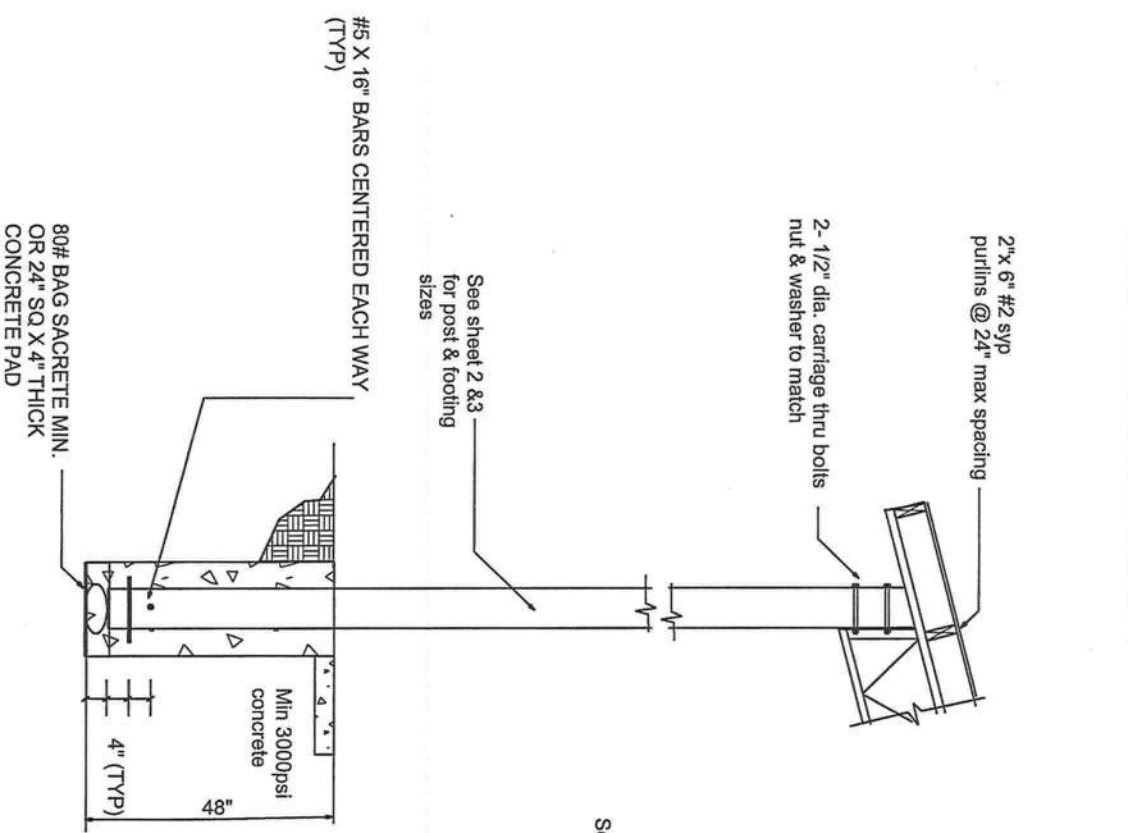 2"x 6" #2 syp
purlins @ 24" max spacing
2- 1/2" dia. carriage thru bolts
nut & washer to match
See sheet 2 &3
for post & footing
sizes
#5 X 16" BARS CENTERED EACH WAY
(TYP)
Min 3000psi
concrete
4" (TYP)
48"
80# BAG SACRETE MIN.
OR 24" SQ X 4" THICK
CONCRETE PAD